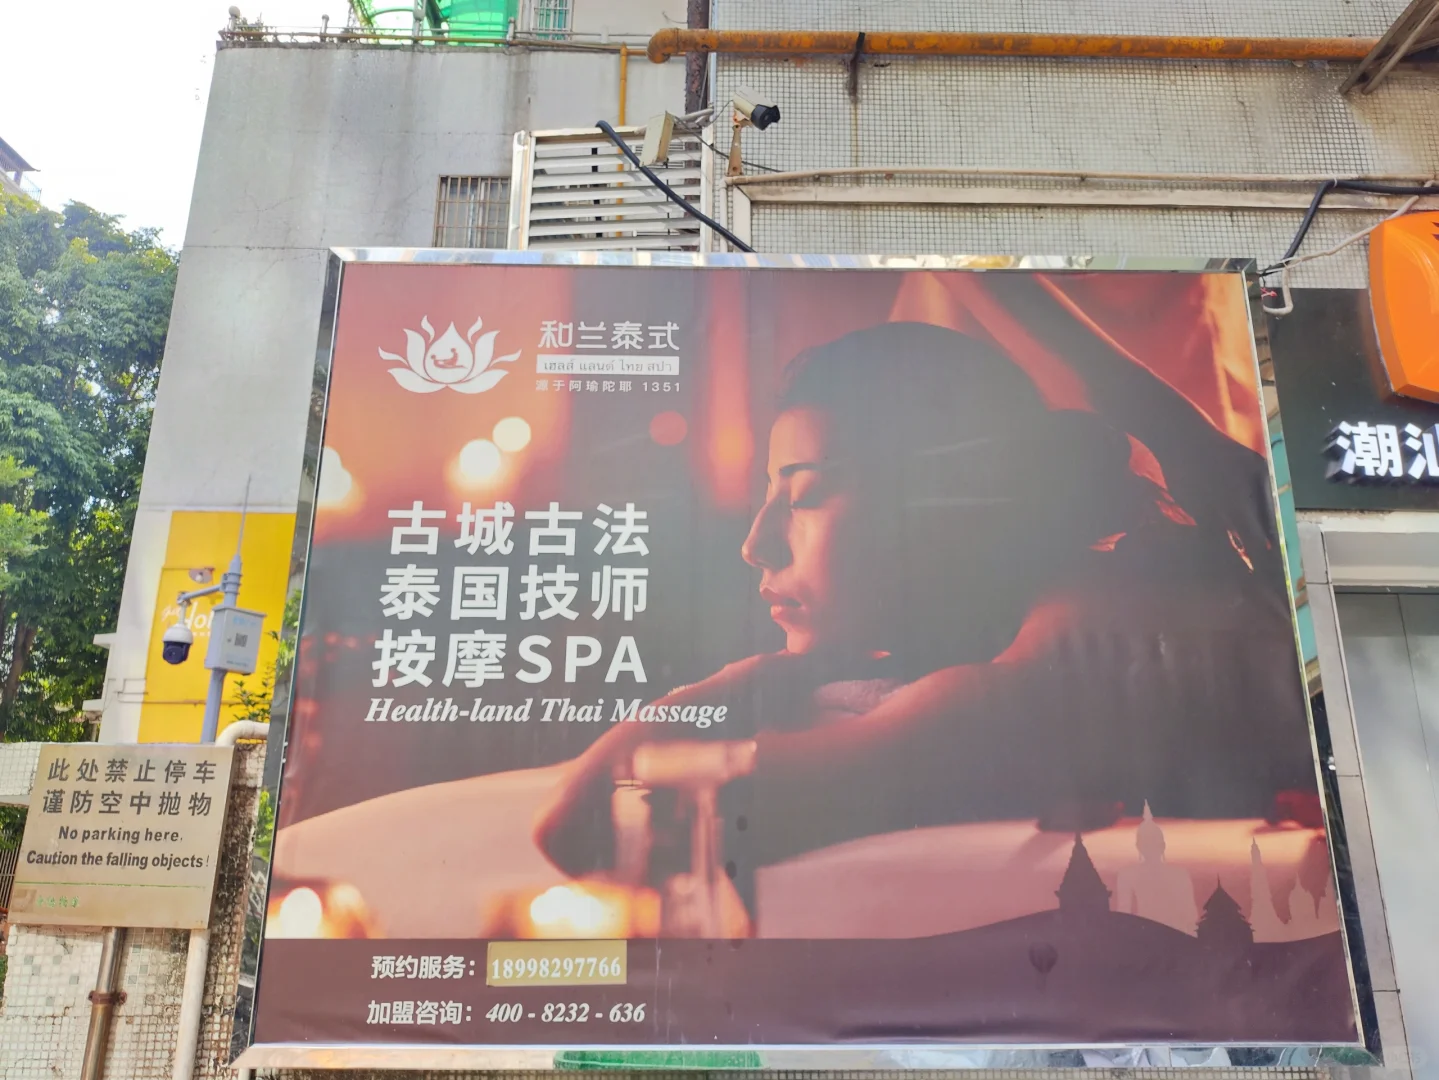 和兰泰式
เฮลส์ แลนด์ ไทย สปา
源于阿瑜陀耶 1351
古城古法
泰国技师
按摩SPA
Health-land Thai Massage
预约服务：18998297766
加盟咨询：400 - 8232 - 636
此处禁止停车
谨防空中抛物
No parking here.
Caution the falling objects!
潮汕